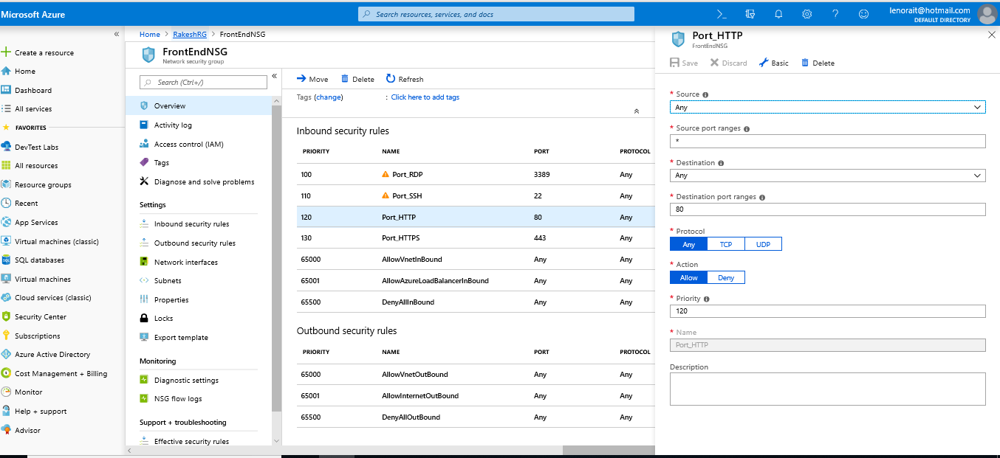 Microsoft Azure
Search resources, services, and docs
lenorait@hotmail.com
DEFAULT DIRECTORY
«
Create a resource
Home
Dashboard
All services
FAVORITES
DevTest Labs
All resources
Resource groups
Recent
App Services
Virtual machines (classic)
SQL databases
Virtual machines
Cloud services (classic)
Security Center
Subscriptions
Azure Active Directory
Cost Management + Billing
Monitor
Help + support
Advisor
Home > RakeshRG > FrontEndNSG
FrontEndNSG
Network security group
Search (Ctrl+/)
«
Overview
Activity log
Access control (IAM)
Tags
Diagnose and solve problems
Settings
Inbound security rules
Outbound security rules
Network interfaces
Subnets
Properties
Locks
Export template
Monitoring
Diagnostic settings
NSG flow logs
Support + troubleshooting
Effective security rules
Move Delete Refresh
Tags (change) : Click here to add tags
Inbound security rules
PRIORITY NAME PORT PROTOCOL
100 Port_RDP 3389 Any
110 Port_SSH 22 Any
120 Port_HTTP 80 Any
130 Port_HTTPS 443 Any
65000 AllowVnetInBound Any Any
65001 AllowAzureLoadBalancerInBound Any Any
65500 DenyAllInBound Any Any
Outbound security rules
PRIORITY NAME PORT PROTOCOL
65000 AllowVnetOutBound Any Any
65001 AllowInternetOutBound Any Any
65500 DenyAllOutBound Any Any
Port_HTTP
FrontEndNSG
Save Discard Basic Delete
* Source
Any
* Source port ranges
*
* Destination
Any
* Destination port ranges
80
* Protocol
Any TCP UDP
* Action
Allow Deny
* Priority
120
* Name
Port_HTTP
Description